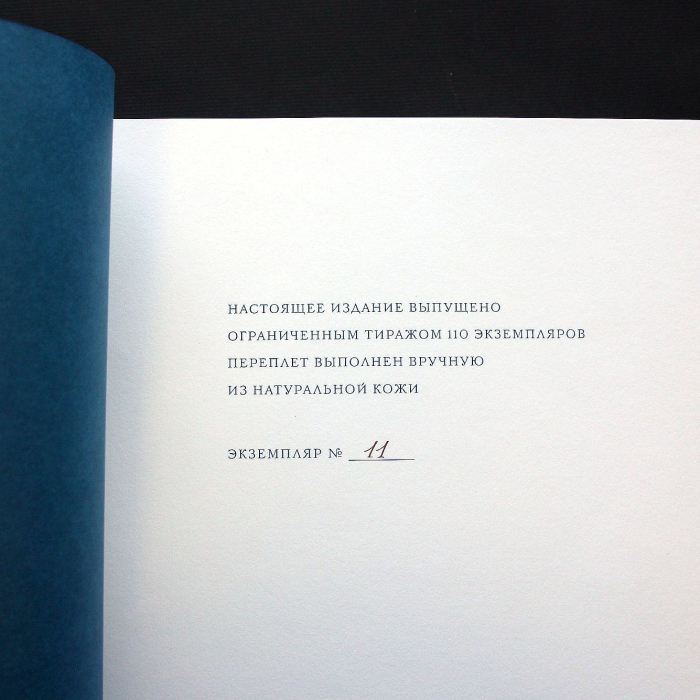 НАСТОЯЩЕЕ ИЗДАНИЕ ВЫПУЩЕНО
ОГРАНИЧЕННЫМ ТИРАЖОМ 110 ЭКЗЕМПЛЯРОВ
ПЕРЕПЛЕТ ВЫПОЛНЕН ВРУЧНУЮ
ИЗ НАТУРАЛЬНОЙ КОЖИ
ЭКЗЕМПЛЯР № 11